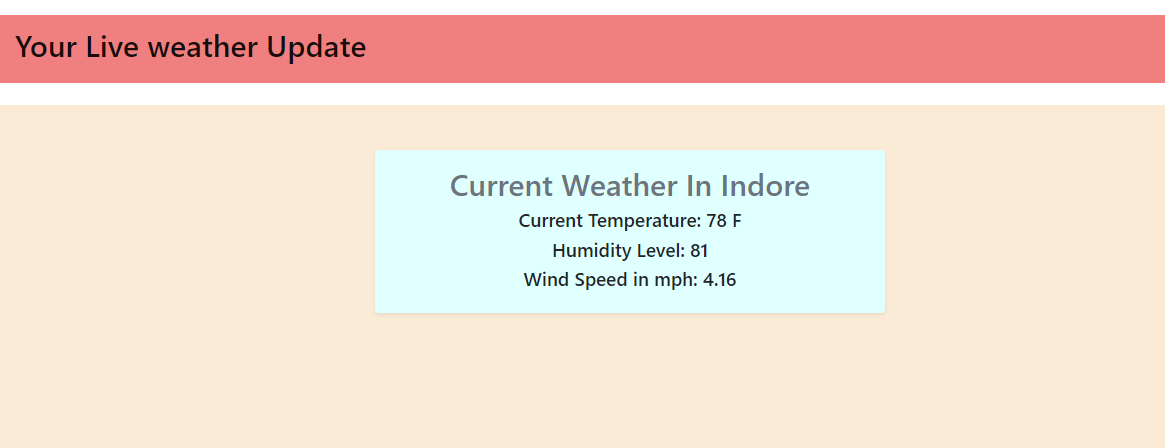 Your Live weather Update
Current Weather In Indore
Current Temperature: 78 F
Humidity Level: 81
Wind Speed in mph: 4.16